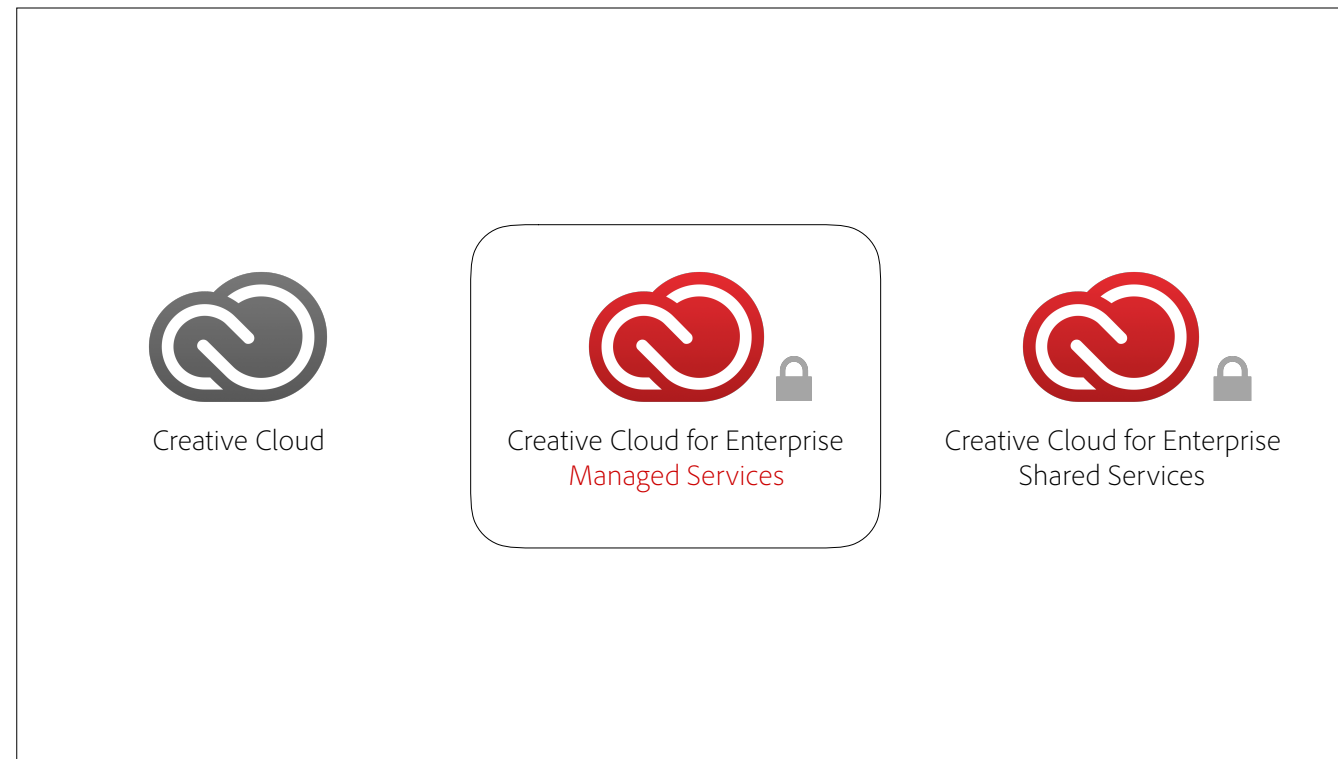 Creative Cloud
Creative Cloud for Enterprise
Managed Services
Creative Cloud for Enterprise
Shared Services